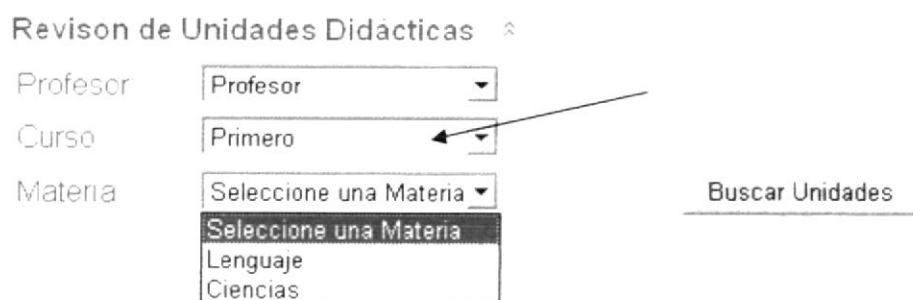 Revison de Unidades Didácticas
Profesor Profesor
Curso Primero
Materia Seleccione una Materia Buscar Unidades
Seleccione una Materia
Lenguaje
Ciencias